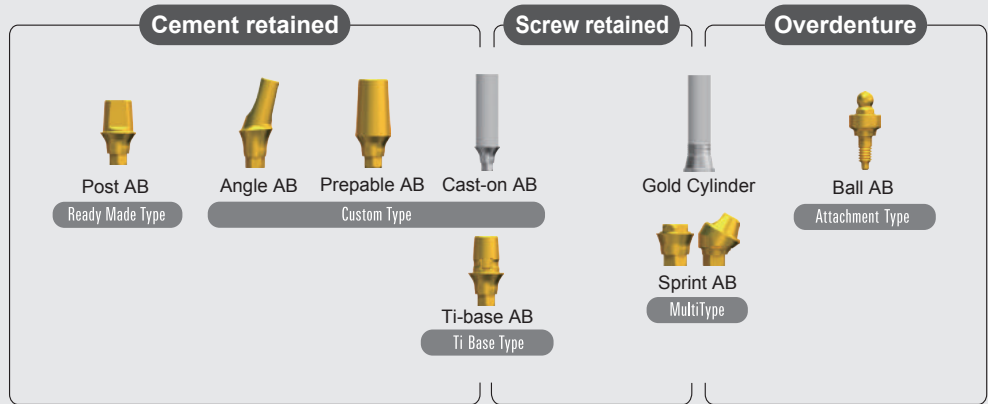 Cement retained
Screw retained
Overdenture
Post AB
Angle AB
Prepable AB
Cast-on AB
Gold Cylinder
Ball AB
Ready Made Type
Custom Type
Attachment Type
Sprint AB
MultiType
Ti-base AB
Ti Base Type